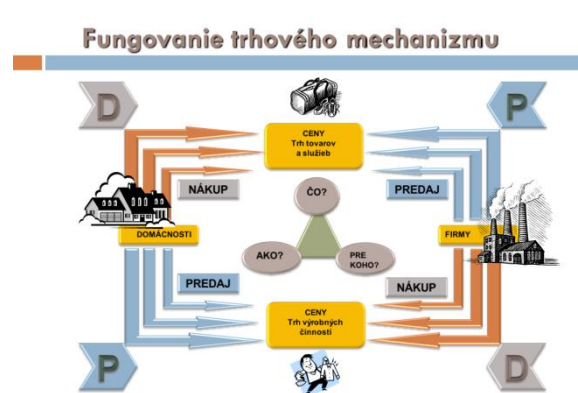 Fungovanie trhového mechanizmu
D
P
CENY
Trh tovarov
a služieb
NÁKUP
ČO?
PREDAJ
DOMÁCNOSTI
AKO?
PRE
KOHO?
FIRMY
PREDAJ
NÁKUP
CENY
Trh výrobných
činností
P
D